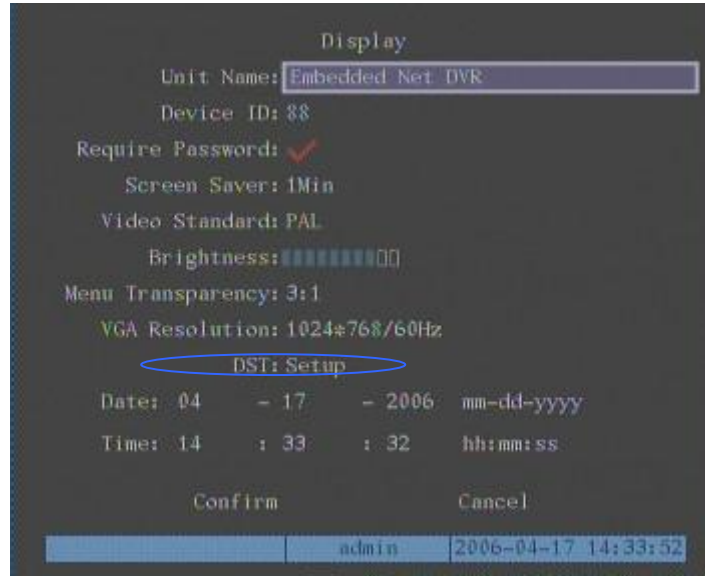 Display
Unit Name: Embedded Net DVR
Device ID: 88
Require Password:
Screen Saver: 1Min
Video Standard: PAL
Brightness:
Menu Transparency: 3:1
VGA Resolution: 1024*768/60Hz
DST: Setup
Date: 04 - 17 - 2006 mm-dd-yyyy
Time: 14 : 33 : 32 hh:mm:ss
Confirm Cancel
admin 2006-04-17 14:33:52